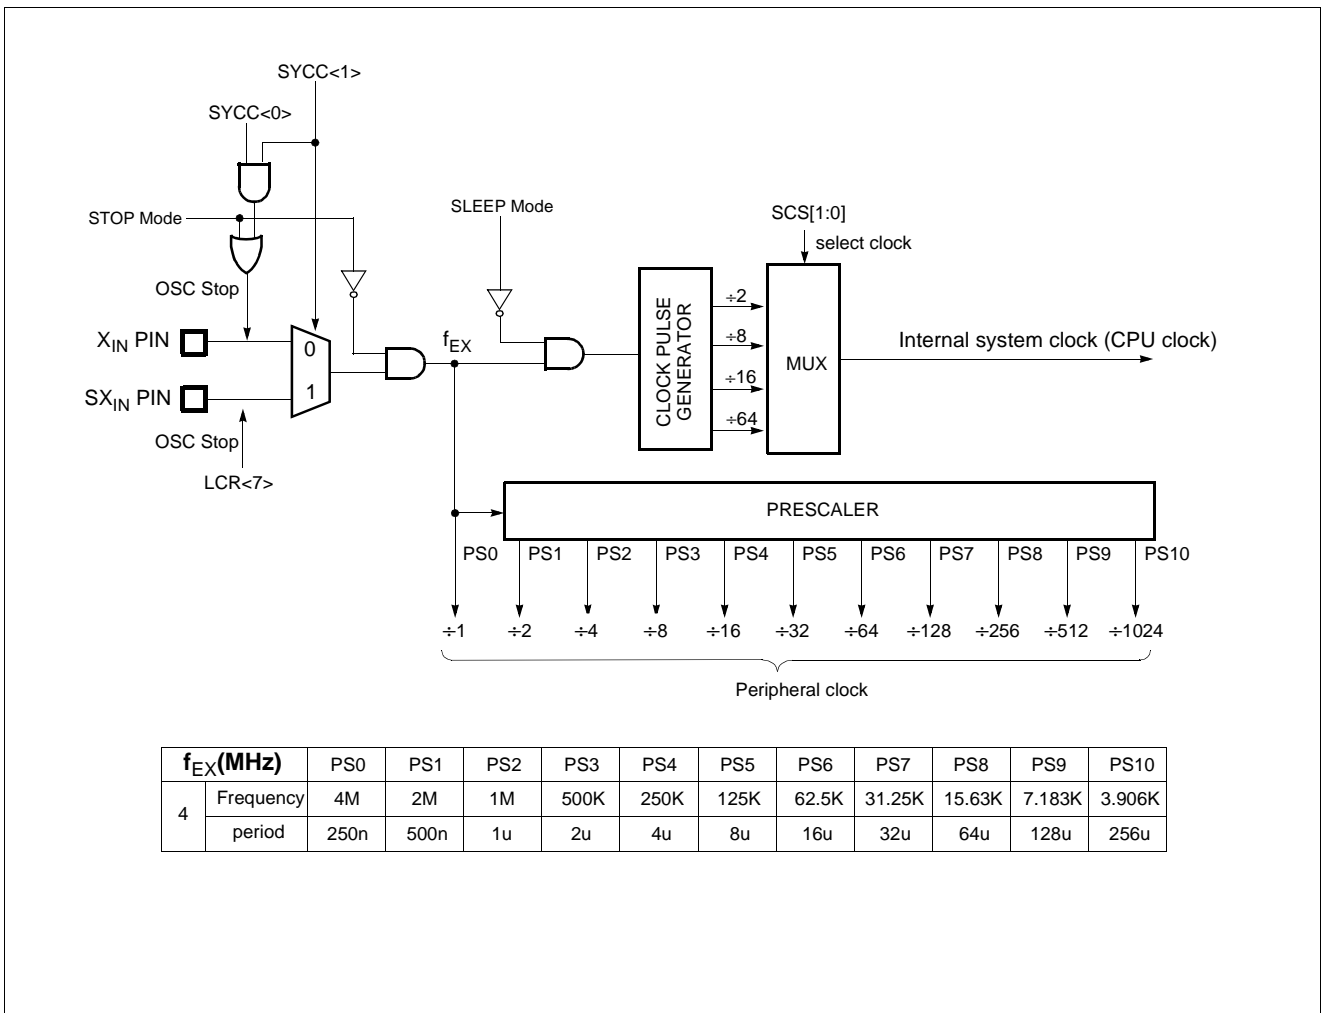 SYCC<1>
SYCC<0>
STOP Mode
SLEEP Mode
SCS[1:0]
select clock
OSC Stop
XIN PIN
0
fEX
CLOCK PULSE
GENERATOR
÷2
÷8
÷16
÷64
MUX
Internal system clock (CPU clock)
SXIN PIN
1
OSC Stop
LCR<7>
PRESCALER
PS0 PS1 PS2 PS3 PS4 PS5 PS6 PS7 PS8 PS9 PS10
÷1 ÷2 ÷4 ÷8 ÷16 ÷32 ÷64 ÷128 ÷256 ÷512 ÷1024
Peripheral clock
fEX(MHz) PS0 PS1 PS2 PS3 PS4 PS5 PS6 PS7 PS8 PS9 PS10
4 Frequency 4M 2M 1M 500K 250K 125K 62.5K 31.25K 15.63K 7.183K 3.906K
period 250n 500n 1u 2u 4u 8u 16u 32u 64u 128u 256u